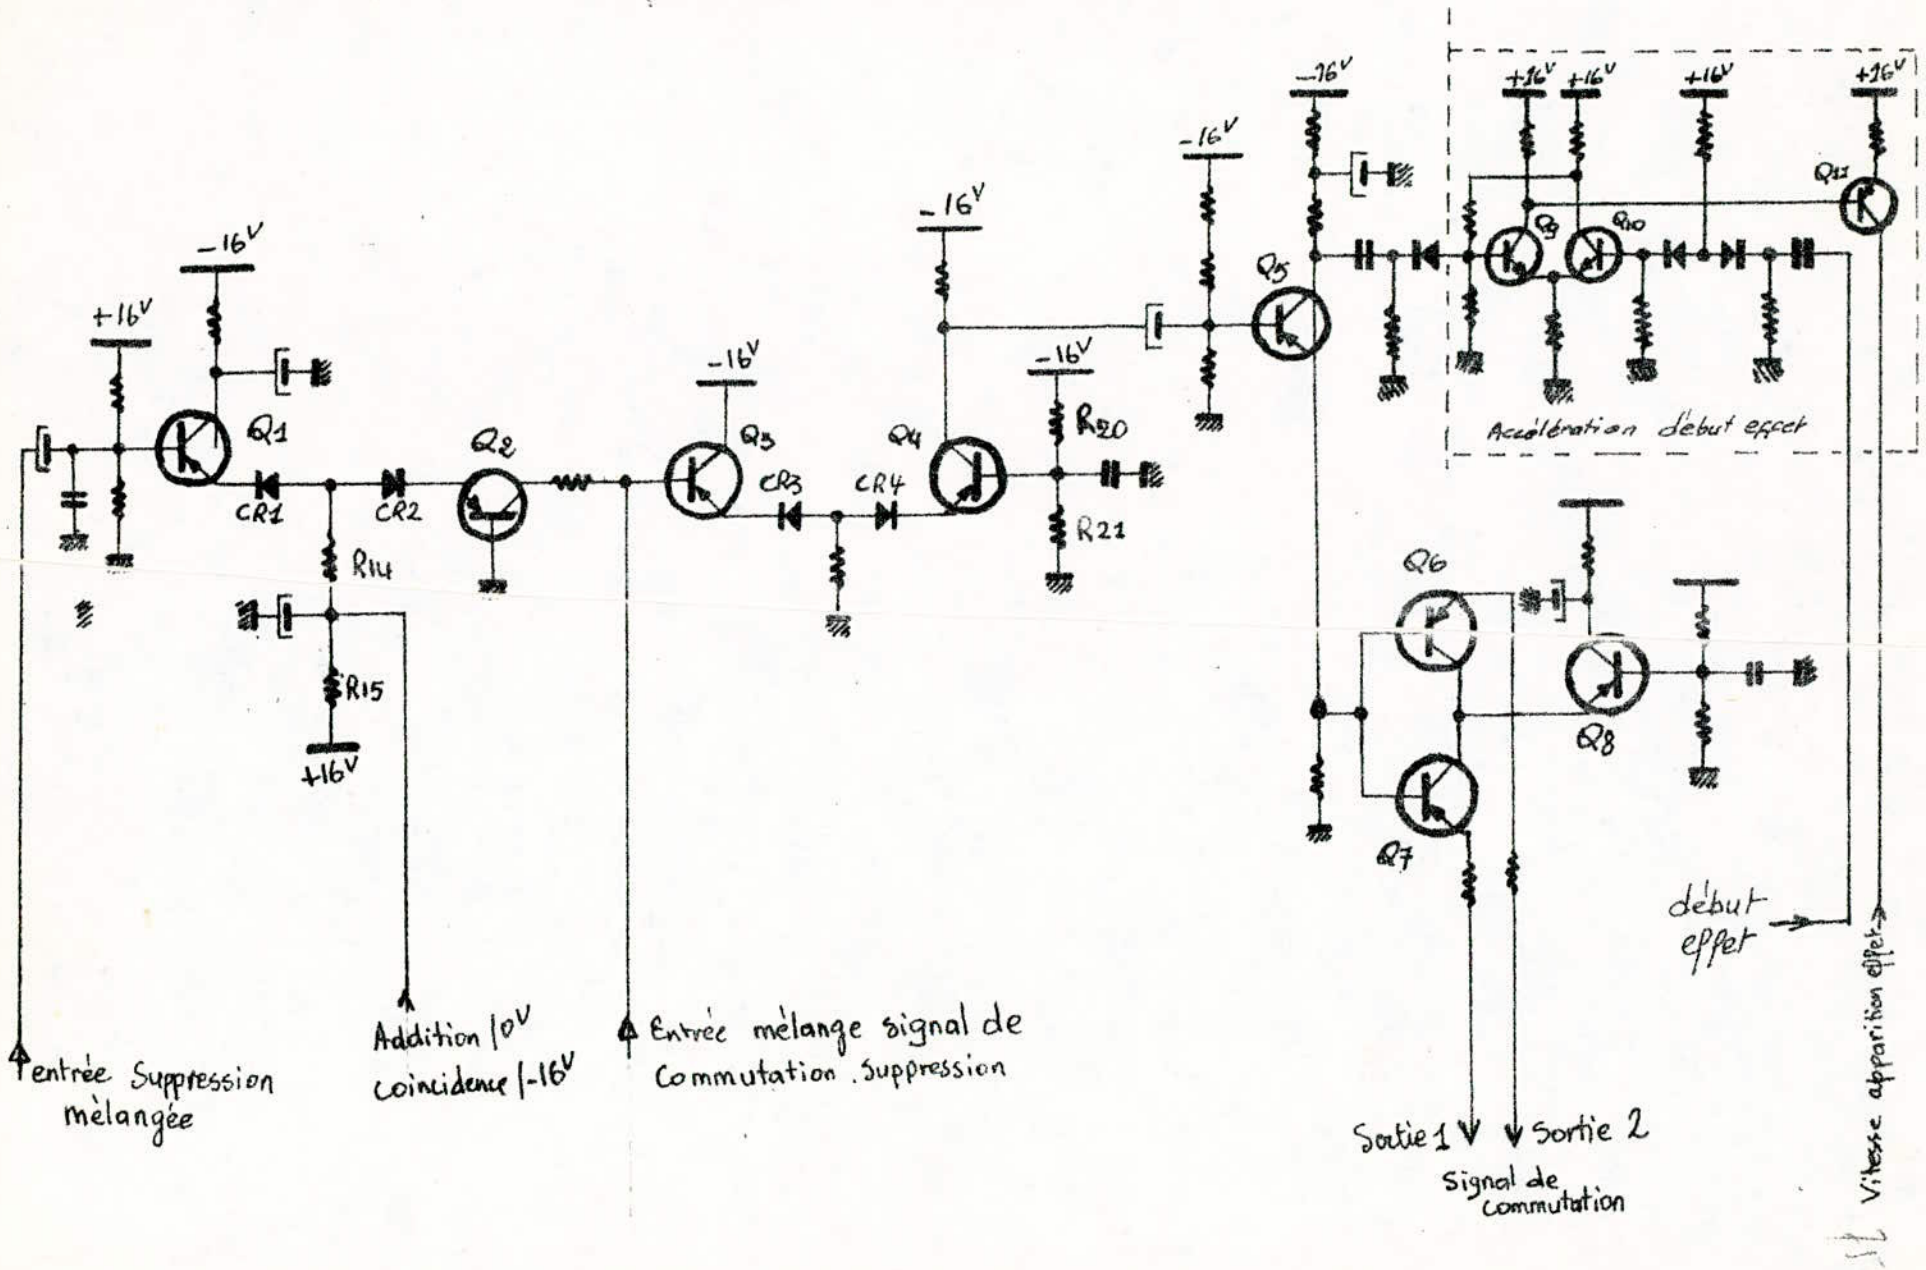 -16V
+16V
+16V
+16V
+16V
-16V
Q11
Q9
Q10
-16V
Q5
-16V
+16V
-16V
-16V
Q1
Q2
Q3
Q4
R20
Accélération début effet
CR1
CR2
CR3
CR4
R21
R14
Q6
R15
+16V
Q8
Q7
début
effet
Vitesse apparition effet
Addition /0V
coincidence /-16V
Entrée mélange signal de
Commutation . Suppression
entrée Suppression
mélangée
Sortie 1
Sortie 2
Signal de
commutation